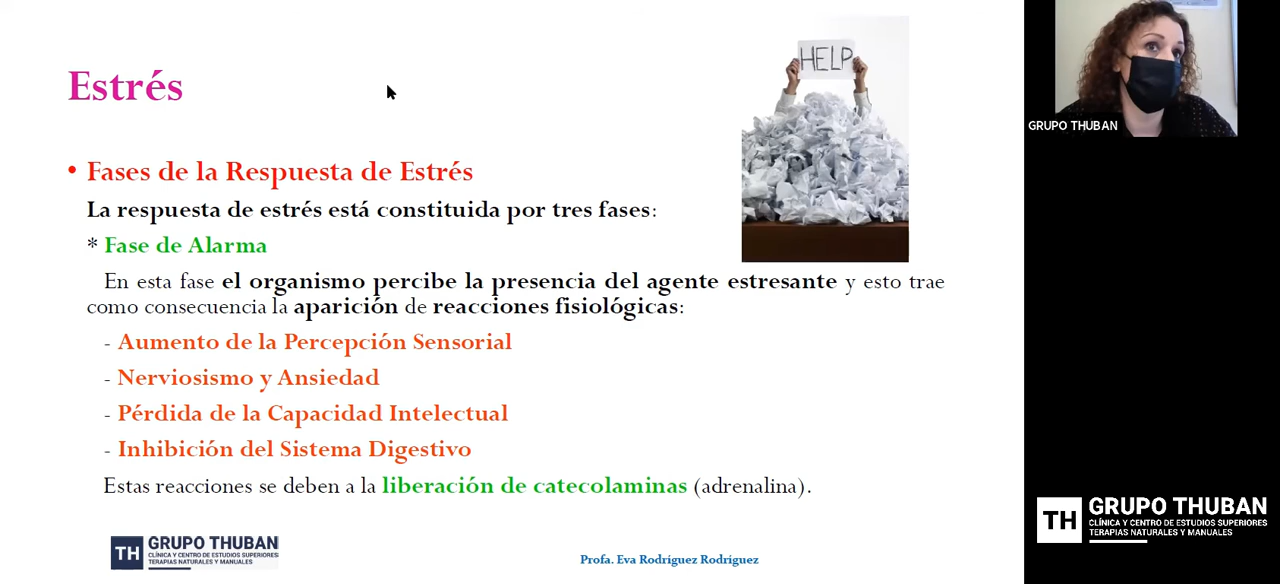 HELP
Estrés
GRUPO THUBAN
• Fases de la Respuesta de Estrés
La respuesta de estrés está constituida por tres fases:
* Fase de Alarma
En esta fase el organismo percibe la presencia del agente estresante y esto trae
como consecuencia la aparición de reacciones fisiológicas:
- Aumento de la Percepción Sensorial
- Nerviosismo y Ansiedad
- Pérdida de la Capacidad Intelectual
- Inhibición del Sistema Digestivo
Estas reacciones se deben a la liberación de catecolaminas (adrenalina).
TH GRUPO THUBAN
CLÍNICA Y CENTRO DE ESTUDIOS SUPERIORES
TERAPIAS NATURALES Y MANUALES
Profa. Eva Rodríguez Rodríguez
TH GRUPO THUBAN
CLÍNICA Y CENTRO DE ESTUDIOS SUPERIORES
TERAPIAS NATURALES Y MANUALES